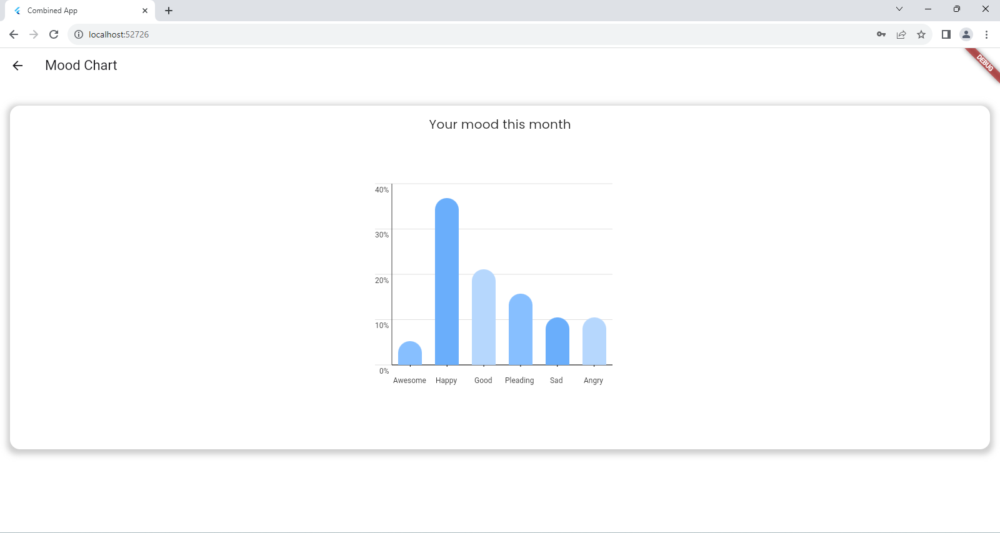 Combined App
localhost:52726
Mood Chart
DEBUG
Your mood this month
40%
30%
20%
10%
0%
Awesome Happy Good Pleading Sad Angry